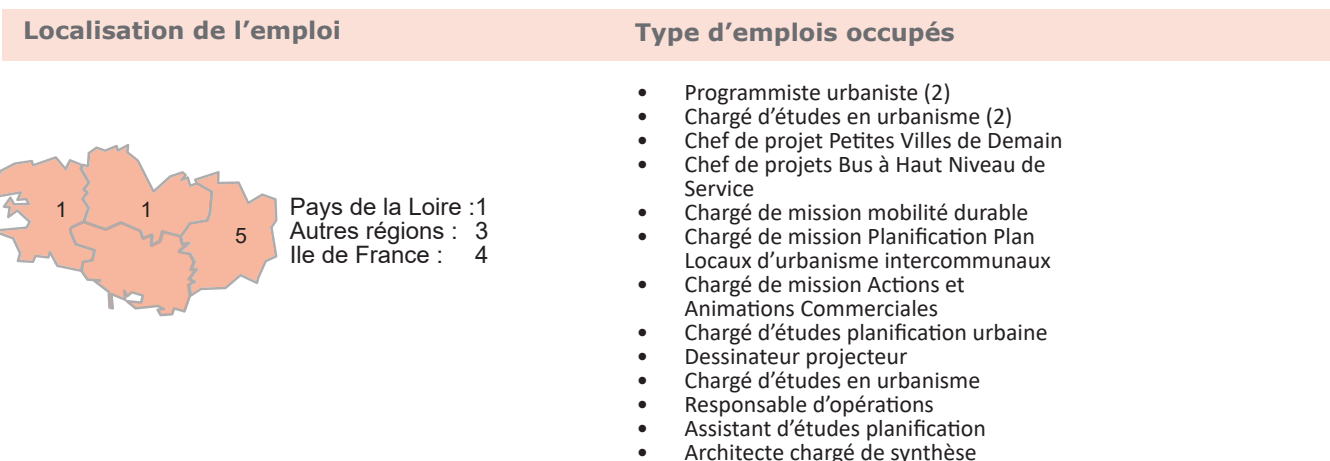 Localisation de l’emploi
1
1
5
Pays de la Loire :1
Autres régions : 3
Ile de France : 4
Type d’emplois occupés
• Programmiste urbaniste (2)
• Chargé d’études en urbanisme (2)
• Chef de projet Petites Villes de Demain
• Chef de projets Bus à Haut Niveau de
Service
• Chargé de mission mobilité durable
• Chargé de mission Planification Plan
Locaux d’urbanisme intercommunaux
• Chargé de mission Actions et
Animations Commerciales
• Chargé d’études planification urbaine
• Dessinateur projecteur
• Chargé d’études en urbanisme
• Responsable d’opérations
• Assistant d’études planification
• Architecte chargé de synthèse